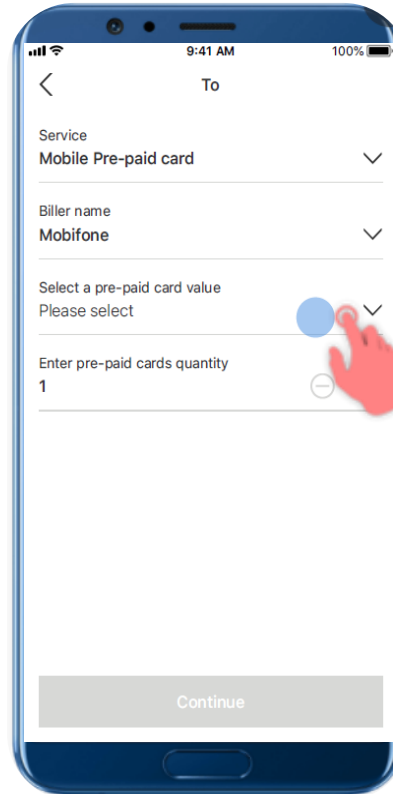 9:41 AM
100%
To
Service
Mobile Pre-paid card
Biller name
Mobifone
Select a pre-paid card value
Please select
Enter pre-paid cards quantity
1
Continue